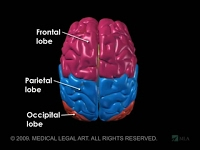 Frontal
lobe
Parietal
lobe
Occipital
lobe
© 2009. MEDICAL LEGAL ART. ALL RIGHTS RESERVED.